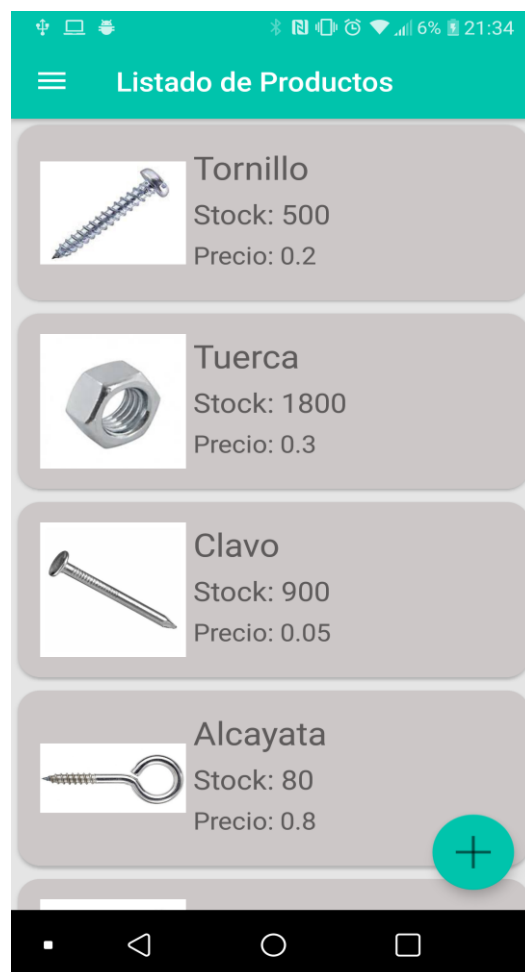 6% 21:34
Listado de Productos
Tornillo
Stock: 500
Precio: 0.2
Tuerca
Stock: 1800
Precio: 0.3
Clavo
Stock: 900
Precio: 0.05
Alcayata
Stock: 80
Precio: 0.8